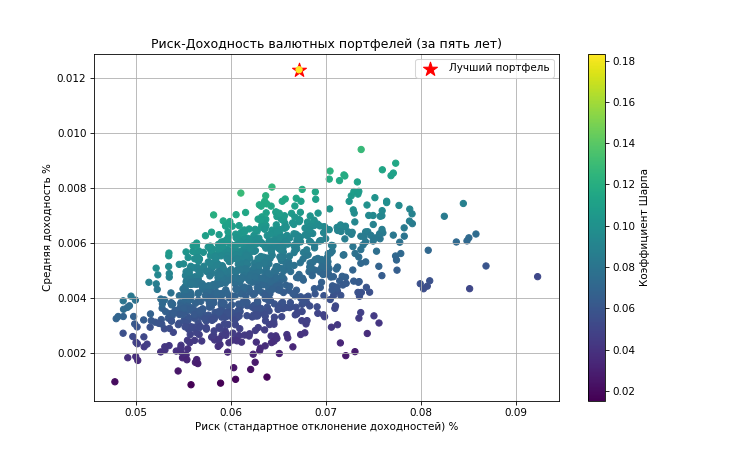 Риск-Доходность валютных портфелей (за пять лет)
Лучший портфель
Средняя доходность %
0.012
0.010
0.008
0.006
0.004
0.002
0.05 0.06 0.07 0.08 0.09
Риск (стандартное отклонение доходностей) %
0.18
0.16
0.14
0.12
0.10
0.08
0.06
0.04
0.02
Коэффициент Шарпа